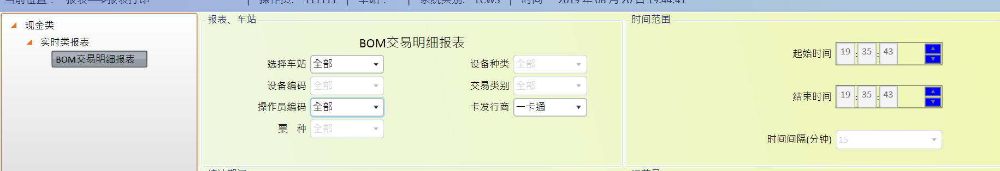 当前位置： 报表--->报表打印 | 操作员: 111111 | 车站： | 系统类别: LCWS | 时间 2019 年 08 月 20 日 19:44:41
现金类
实时类报表
BOM交易明细报表
报表、车站
BOM交易明细报表
选择车站 全部 设备种类 全部
设备编码 全部 交易类别 全部
操作员编码 全部 卡发行商 一卡通
票 种 全部
时间范围
起始时间 19 : 35 : 43
结束时间 19 : 35 : 43
时间间隔(分钟) 15